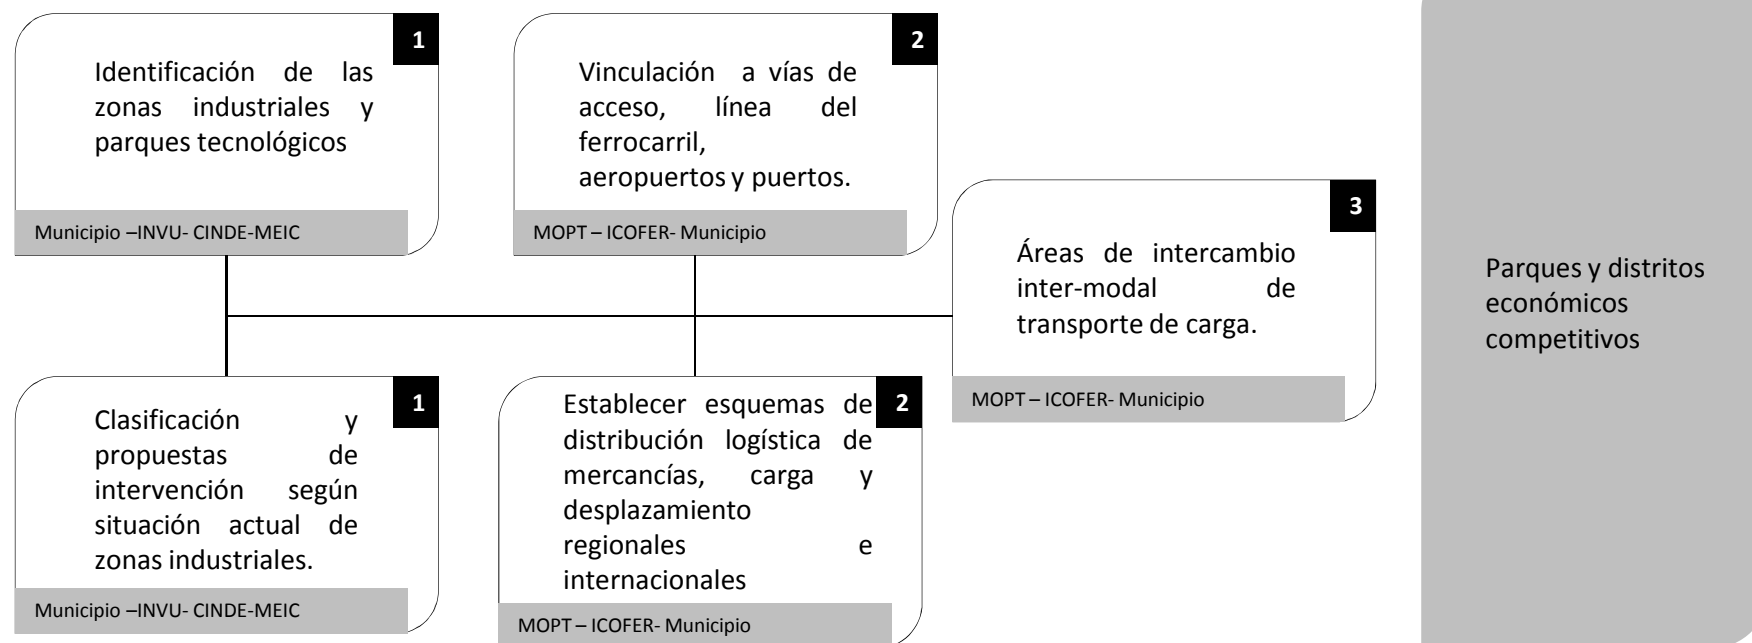 1
Identificación de las
zonas industriales y
parques tecnológicos
Municipio –INVU- CINDE-MEIC
2
Vinculación a vías de
acceso, línea del
ferrocarril,
aeropuertos y puertos.
MOPT – ICOFER- Municipio
3
Áreas de intercambio
inter-modal de
transporte de carga.
MOPT – ICOFER- Municipio
1
Clasificación y
propuestas de
intervención según
situación actual de
zonas industriales.
Municipio –INVU- CINDE-MEIC
2
Establecer esquemas de
distribución logística de
mercancías, carga y
desplazamiento
regionales e
internacionales
MOPT – ICOFER- Municipio
Parques y distritos
económicos
competitivos